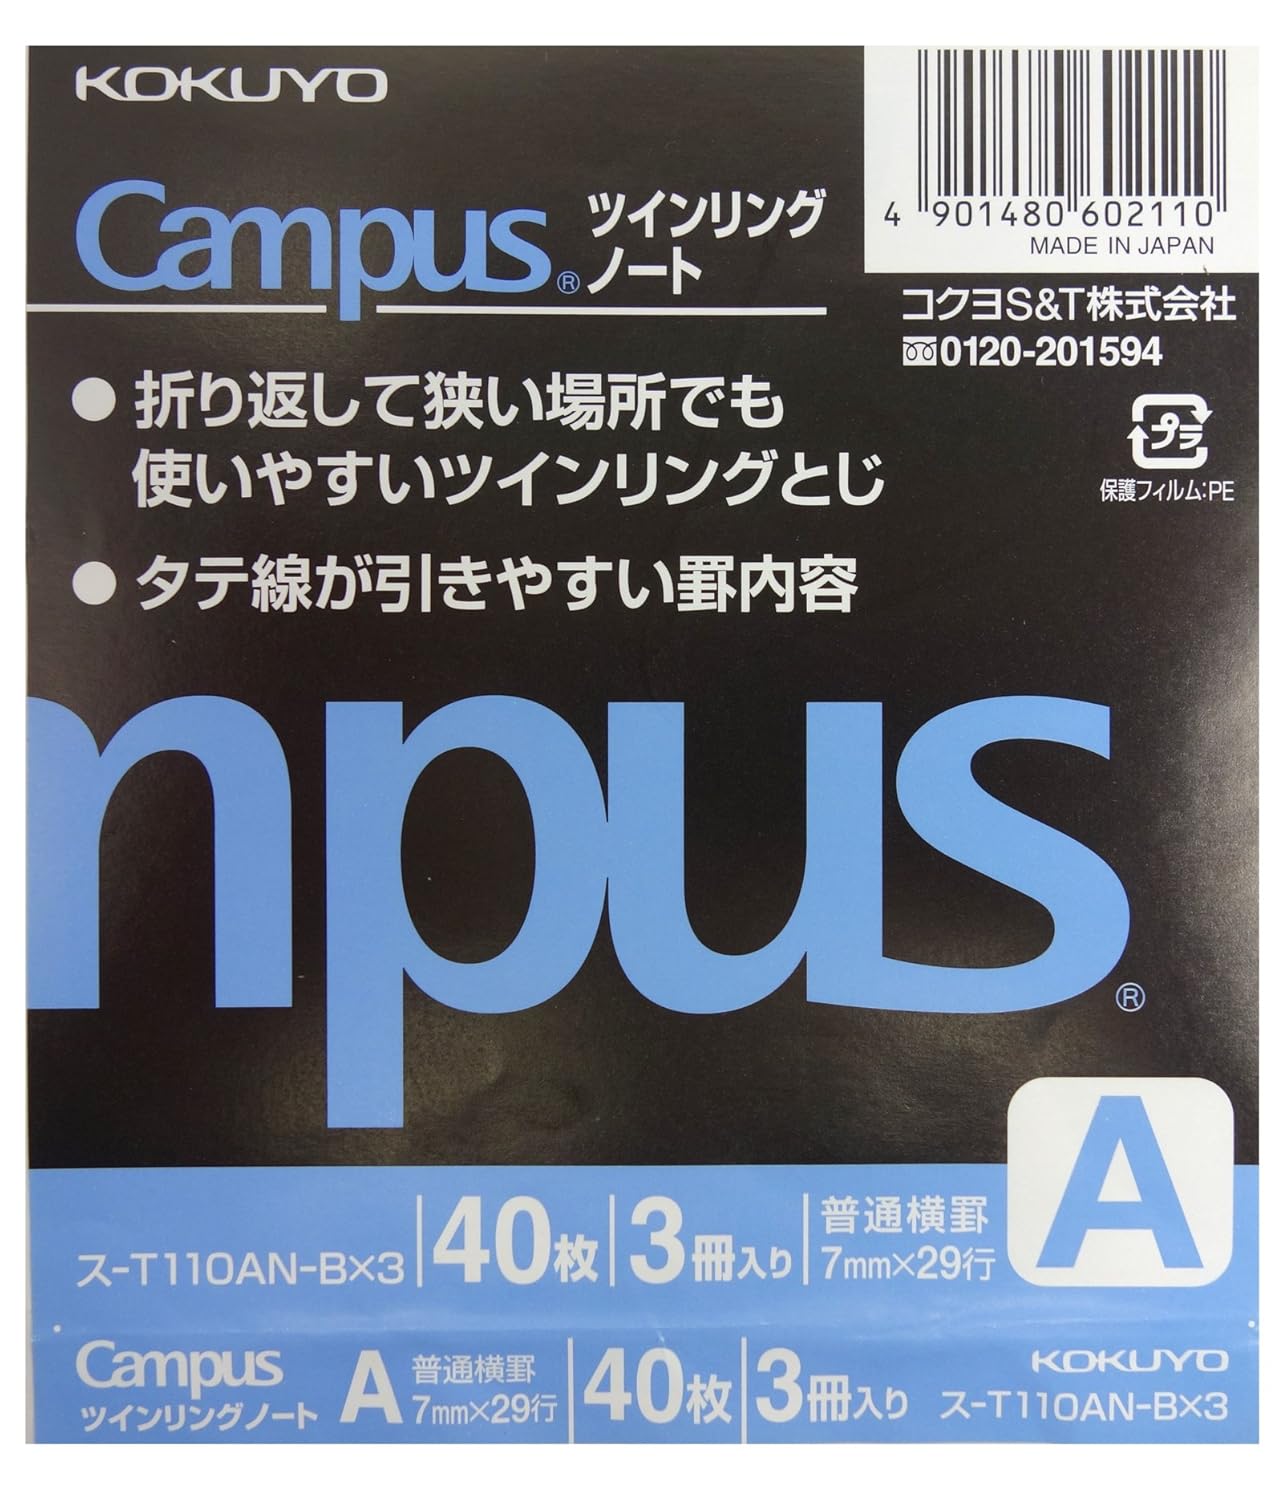 KOKUYO
Campus® ツインリング
ノート
4 901480 602110
MADE IN JAPAN
コクヨS&T株式会社
0120-201594
プラ
保護フィルム:PE
● 折り返して狭い場所でも
使いやすいツインリングとじ
● タテ線が引きやすい罫内容
mpus®
A
ス-T110AN-B×3 40枚 3冊入り 普通横罫
7mm×29行
Campus
ツインリングノート A 普通横罫
7mm×29行 40枚 3冊入り KOKUYO
ス-T110AN-B×3